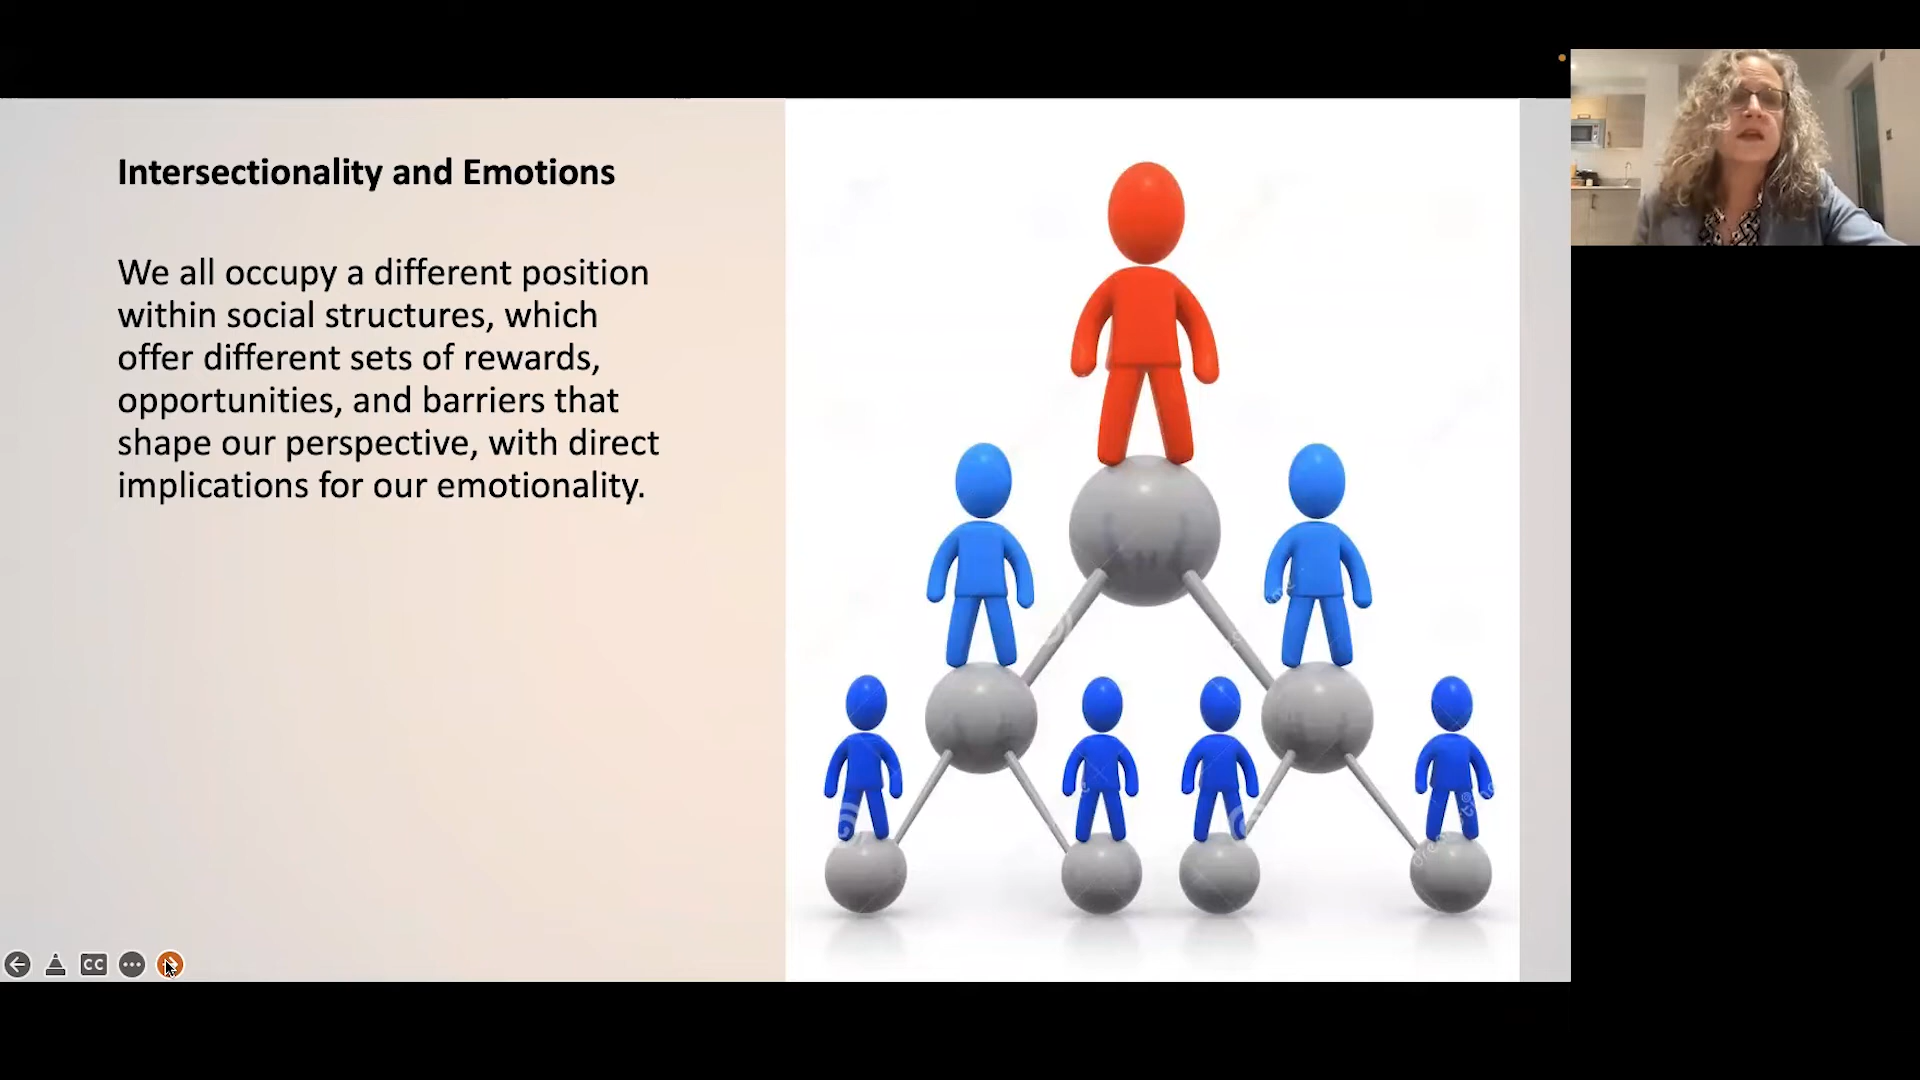 Intersectionality and Emotions
We all occupy a different position
within social structures, which
offer different sets of rewards,
opportunities, and barriers that
shape our perspective, with direct
implications for our emotionality.
CC